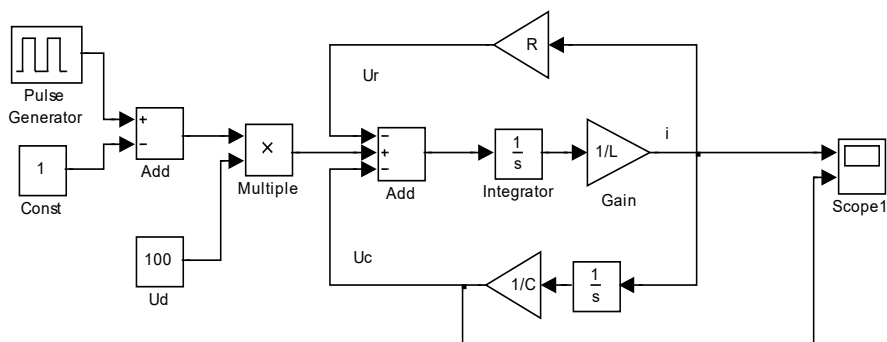 R
Ur
Pulse
Generator
+
−
Add
1
Const
×
Multiple
−
+
−
Add
1
s
Integrator
1/L
Gain
i
Scope1
100
Ud
Uc
1/C
1
s